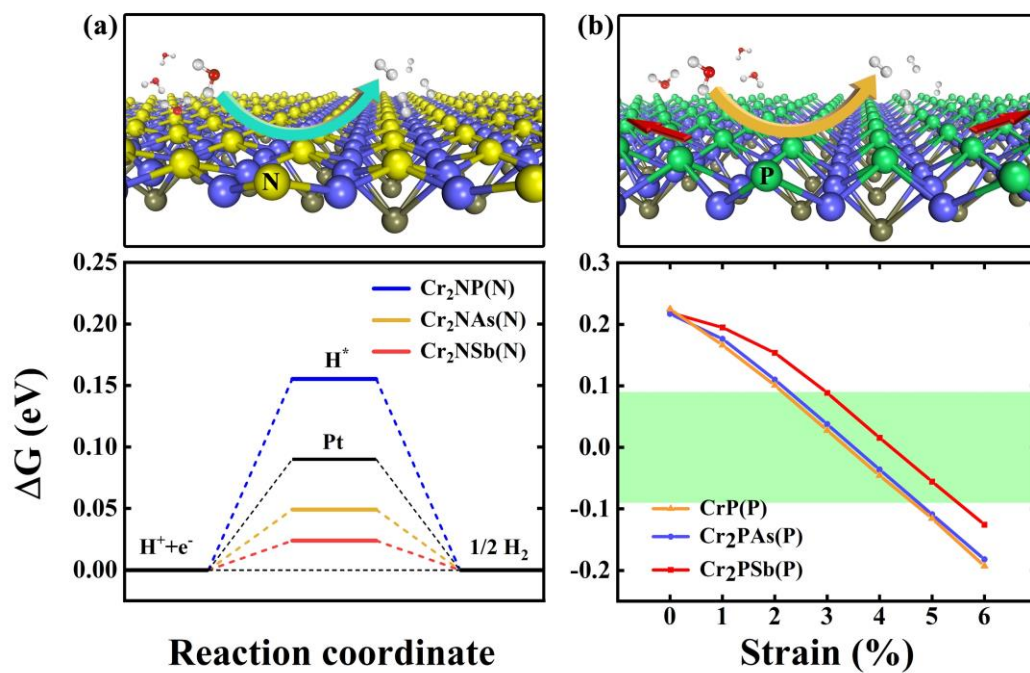 (a)
(b)
N
P
0.25
0.20
0.15
0.10
0.05
0.00
ΔG (eV)
Cr₂NP(N)
Cr₂NAs(N)
Cr₂NSb(N)
H*
Pt
H⁺+e⁻
1/2 H₂
Reaction coordinate
0.3
0.2
0.1
0.0
-0.1
-0.2
CrP(P)
Cr₂PAs(P)
Cr₂PSb(P)
0 1 2 3 4 5 6
Strain (%)